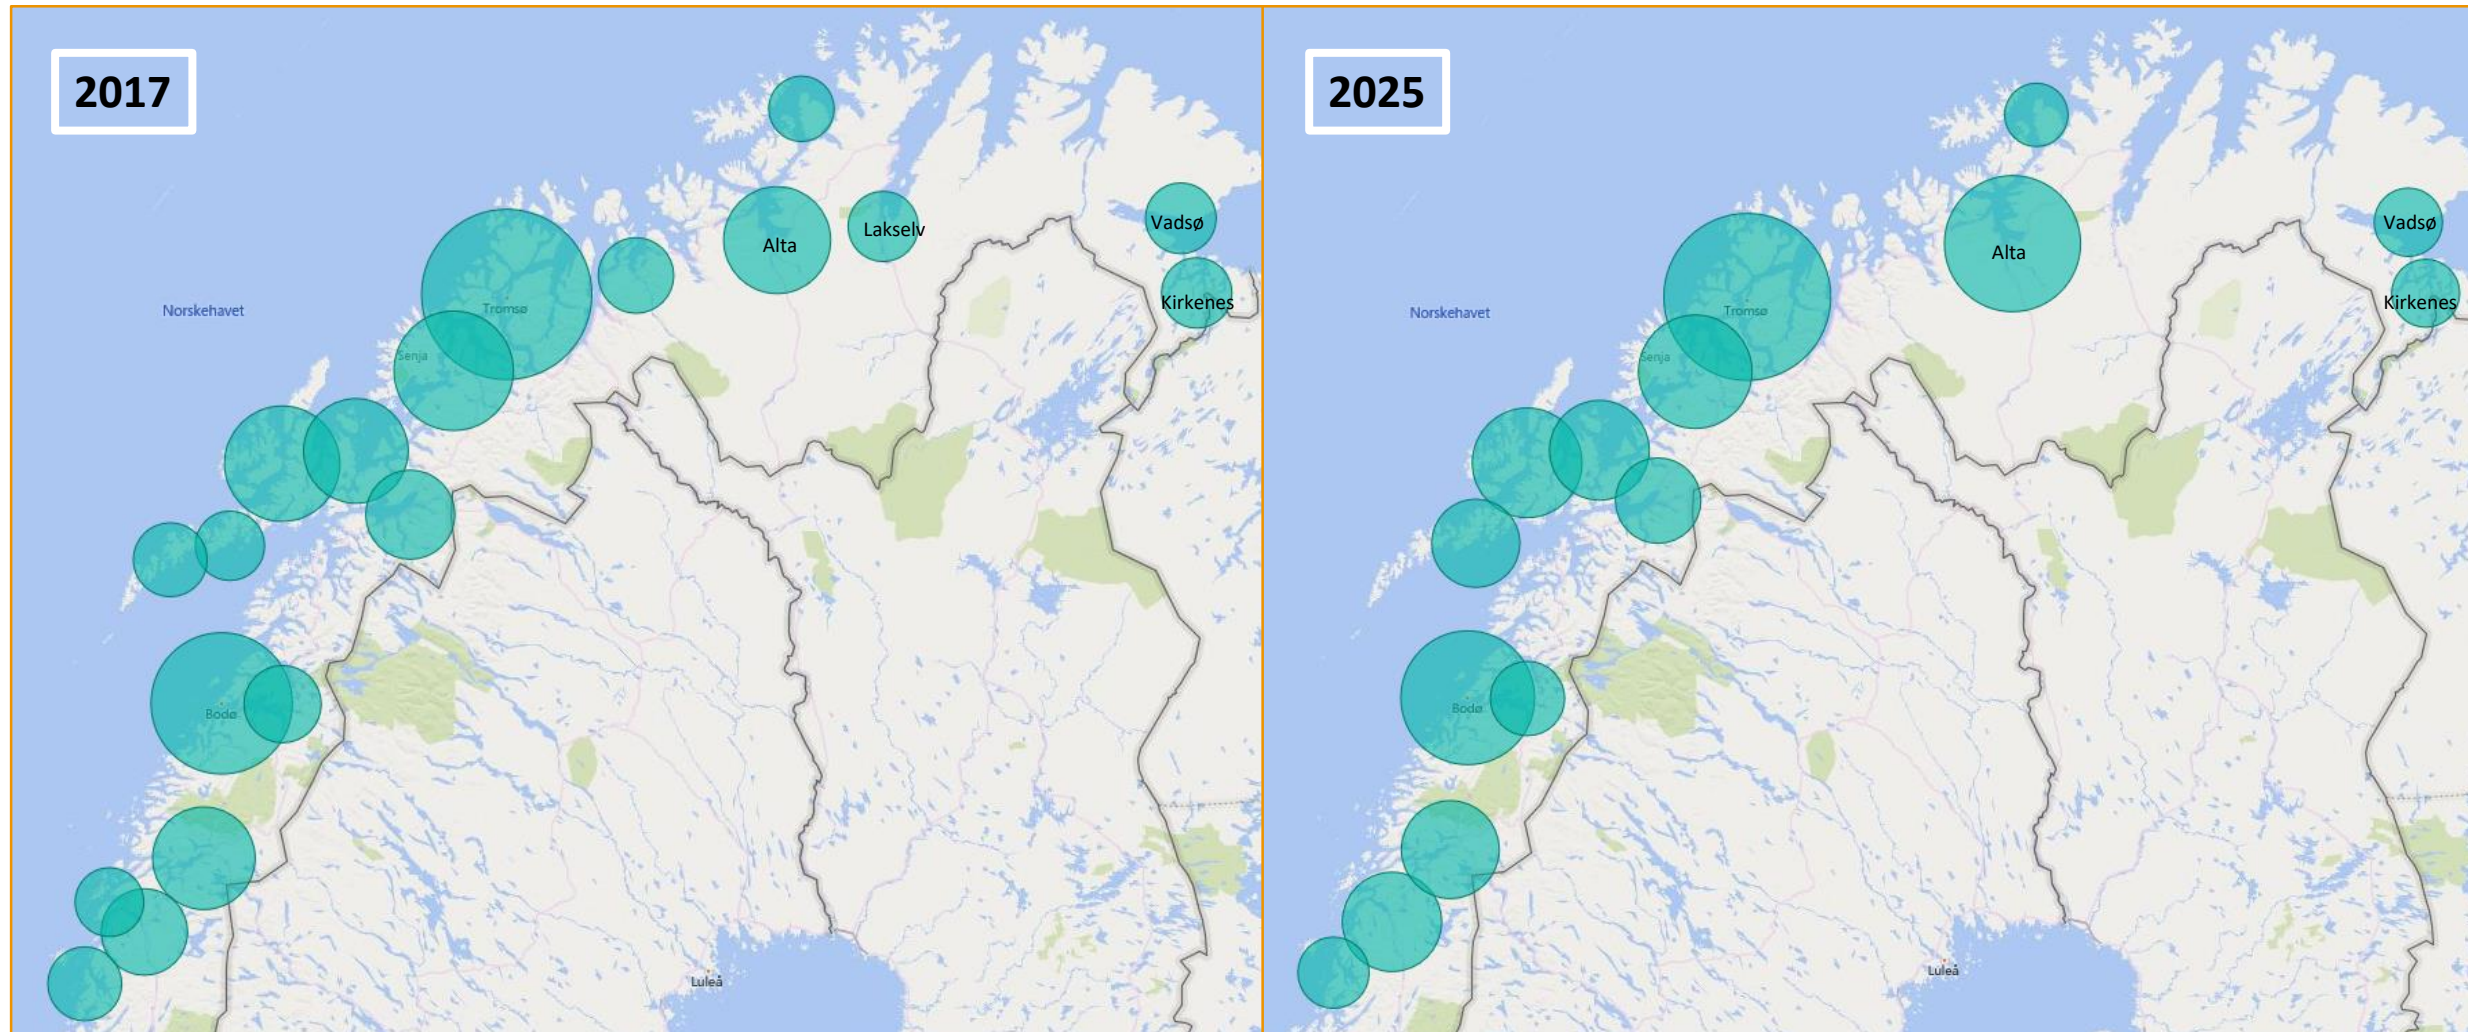 2017
Alta
Lakselv
Vadsø
Kirkenes
Norskehavet
Tromsø
Senja
Bodø
Luleå
2025
Vadsø
Alta
Kirkenes
Norskehavet
Tromsø
Senja
Bodø
Luleå